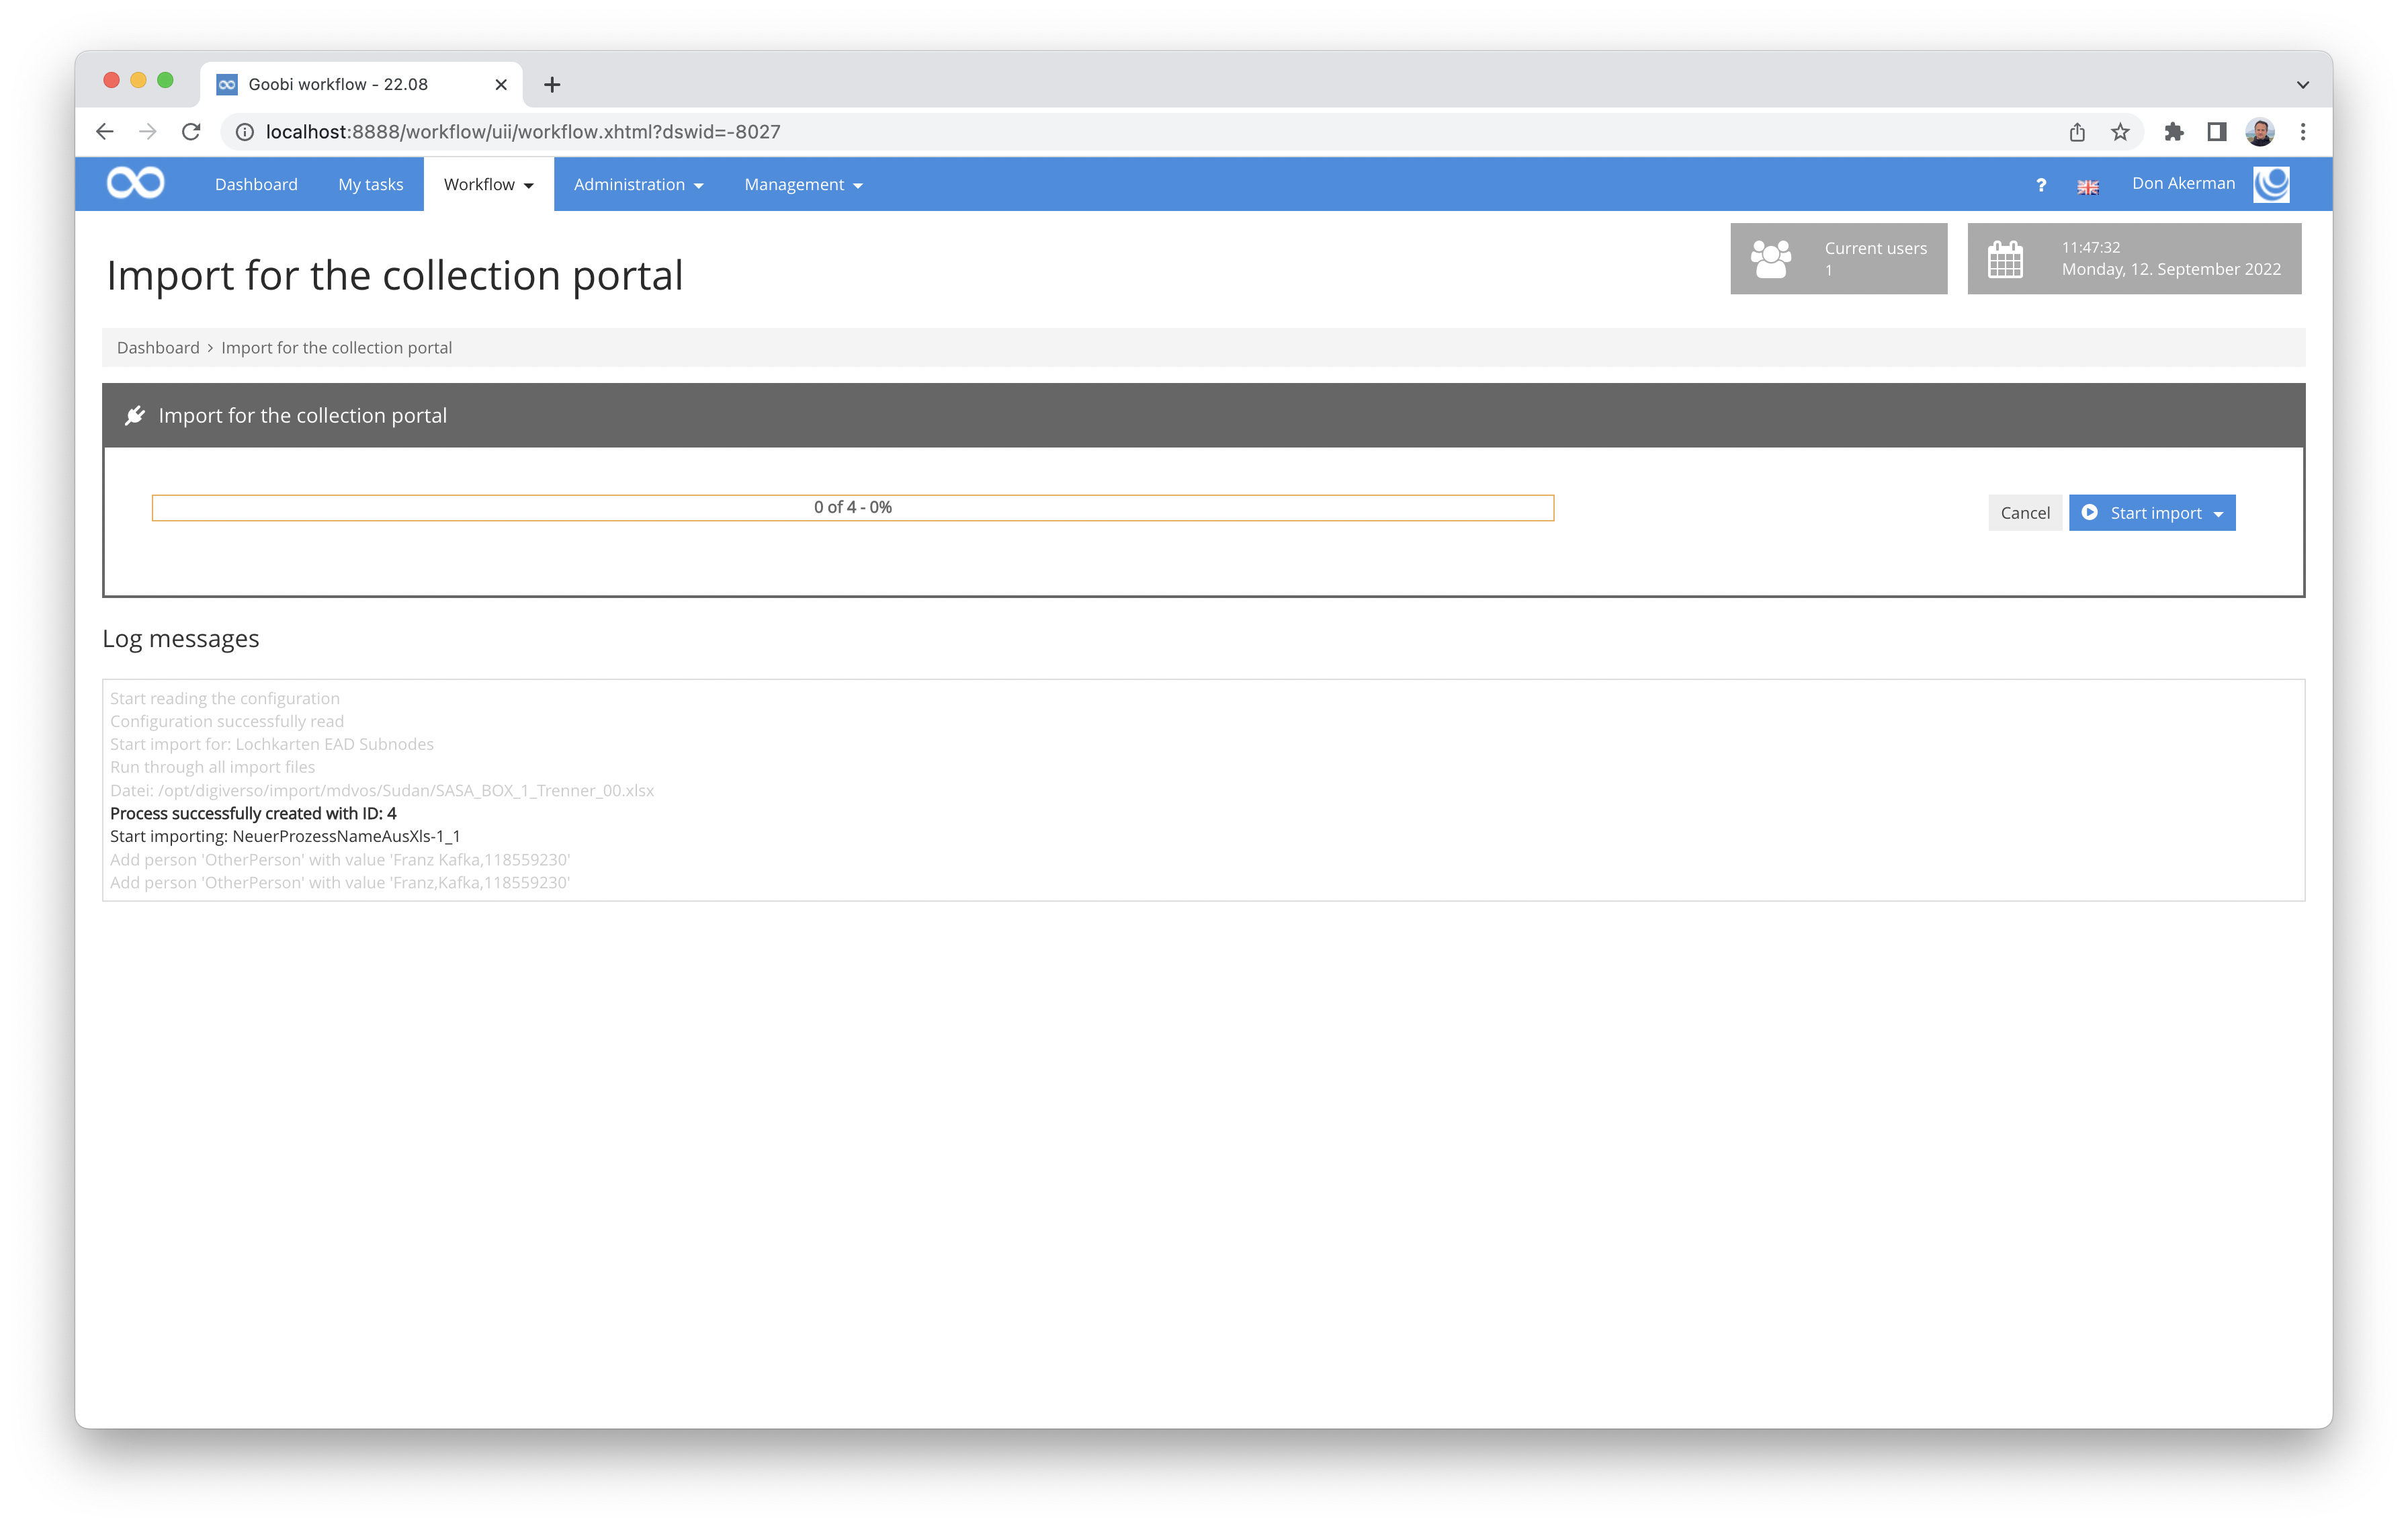 Goobi workflow - 22.08
localhost:8888/workflow/uii/workflow.xhtml?dswid=-8027
Dashboard My tasks Workflow Administration Management ? Don Akerman
Import for the collection portal
Current users
1
11:47:32
Monday, 12. September 2022
Dashboard › Import for the collection portal
Import for the collection portal
0 of 4 - 0%
Cancel
Start import
Log messages
Start reading the configuration
Configuration successfully read
Start import for: Lochkarten EAD Subnodes
Run through all import files
Datei: /opt/digiverso/import/mdvos/Sudan/SASA_BOX_1_Trenner_00.xlsx
Process successfully created with ID: 4
Start importing: NeuerProzessNameAusXls-1_1
Add person 'OtherPerson' with value 'Franz Kafka,118559230'
Add person 'OtherPerson' with value 'Franz,Kafka,118559230'